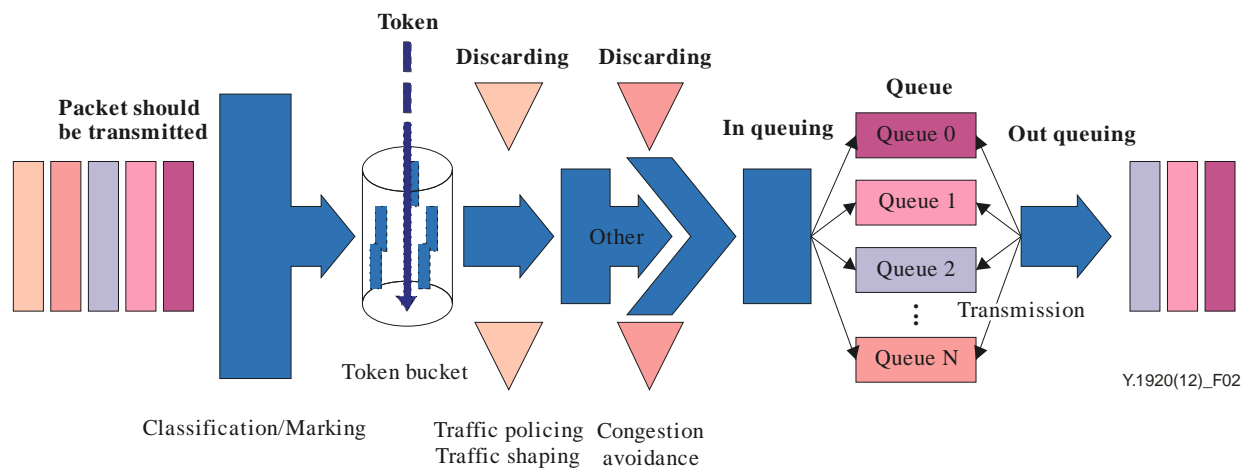 Token
Discarding
Discarding
Queue
Packet should
be transmitted
In queuing
Out queuing
Queue 0
Queue 1
Other
Queue 2
⋮
Transmission
Queue N
Token bucket
Y.1920(12)_F02
Classification/Marking
Traffic policing
Traffic shaping
Congestion
avoidance